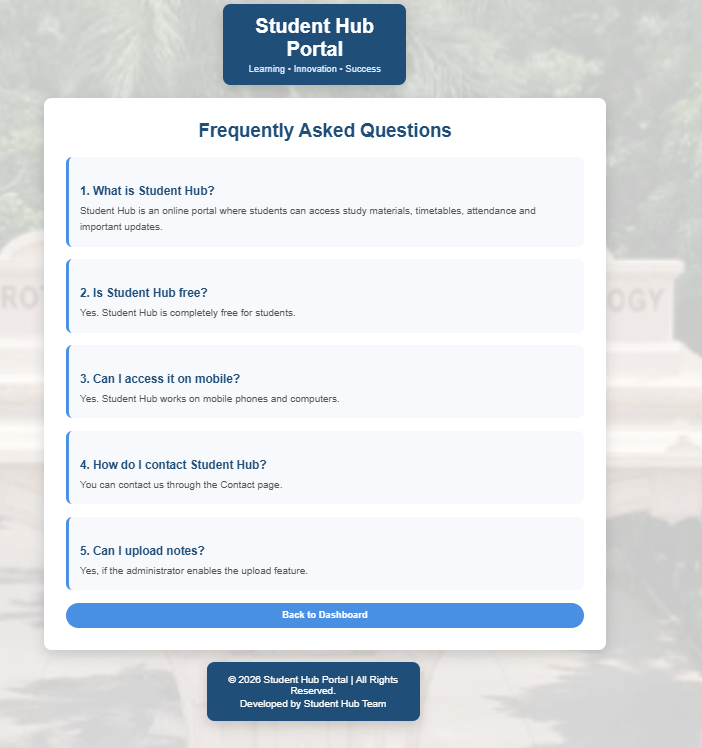 Student Hub
Portal
Learning • Innovation • Success
Frequently Asked Questions
1. What is Student Hub?
Student Hub is an online portal where students can access study materials, timetables, attendance and
important updates.
2. Is Student Hub free?
Yes. Student Hub is completely free for students.
3. Can I access it on mobile?
Yes. Student Hub works on mobile phones and computers.
4. How do I contact Student Hub?
You can contact us through the Contact page.
5. Can I upload notes?
Yes, if the administrator enables the upload feature.
Back to Dashboard
© 2026 Student Hub Portal | All Rights
Reserved.
Developed by Student Hub Team